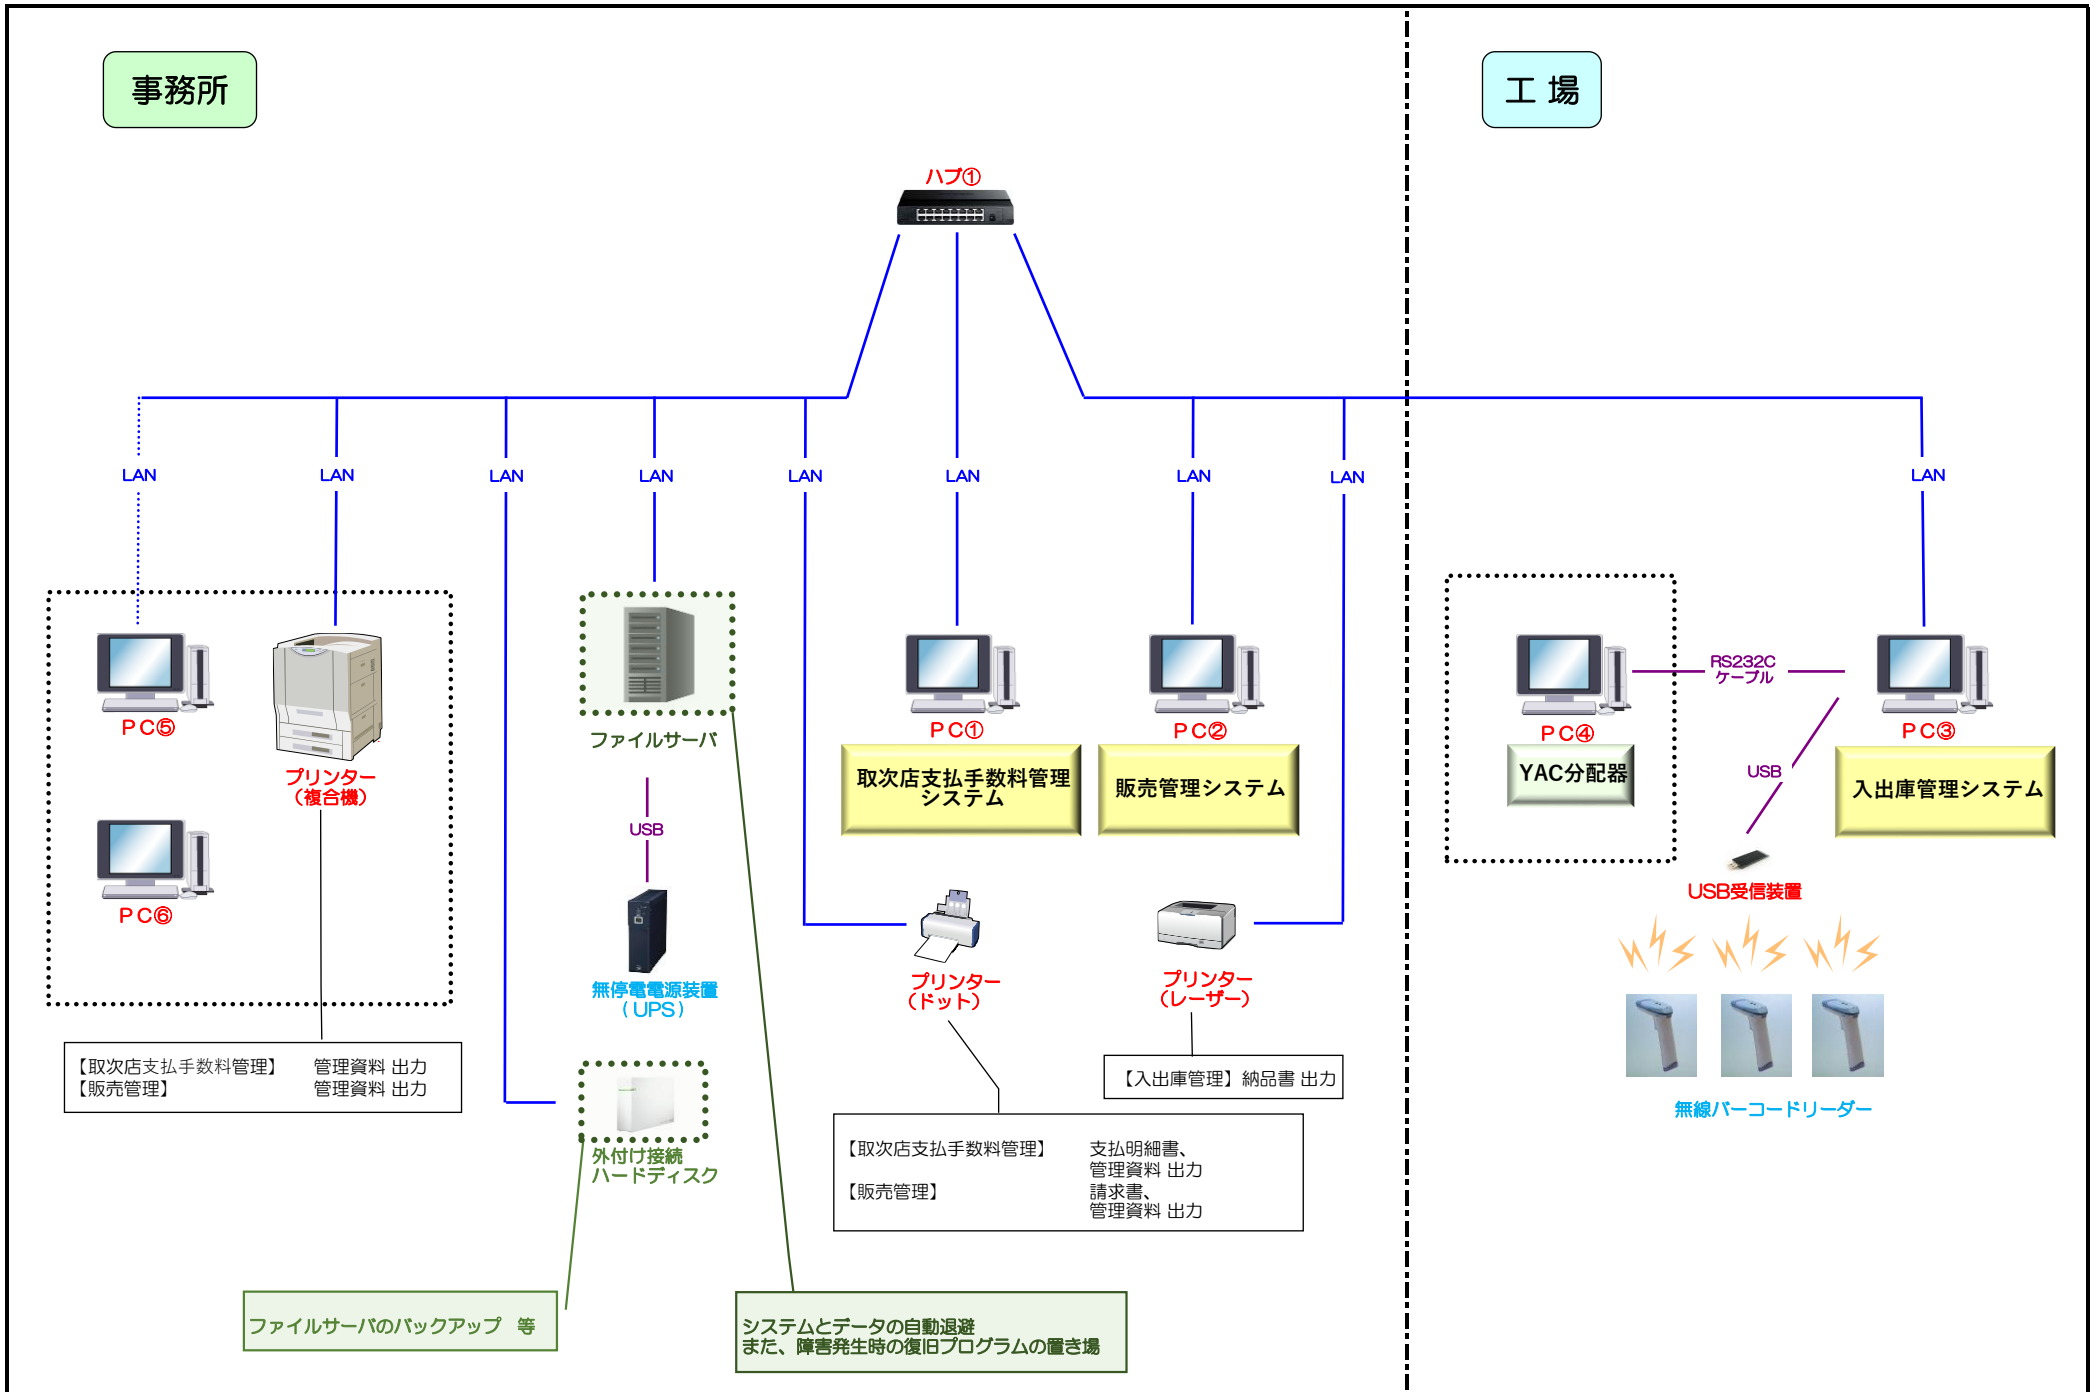 事務所
工 場
ハブ①
LAN
LAN
LAN
LAN
LAN
LAN
LAN
LAN
LAN
PC⑤
プリンター
（複合機）
PC⑥
ファイルサーバ
USB
無停電電源装置
（UPS）
外付け接続
ハードディスク
PC①
取次店支払手数料管理
システム
PC②
販売管理システム
プリンター
（ドット）
プリンター
（レーザー）
PC④
YAC分配器
RS232C
ケーブル
PC③
入出庫管理システム
USB
USB受信装置
無線バーコードリーダー
【取次店支払手数料管理】 管理資料 出力
【販売管理】 管理資料 出力
【入出庫管理】納品書 出力
【取次店支払手数料管理】 支払明細書、
管理資料 出力
【販売管理】 請求書、
管理資料 出力
ファイルサーバのバックアップ 等
システムとデータの自動退避
また、障害発生時の復旧プログラムの置き場